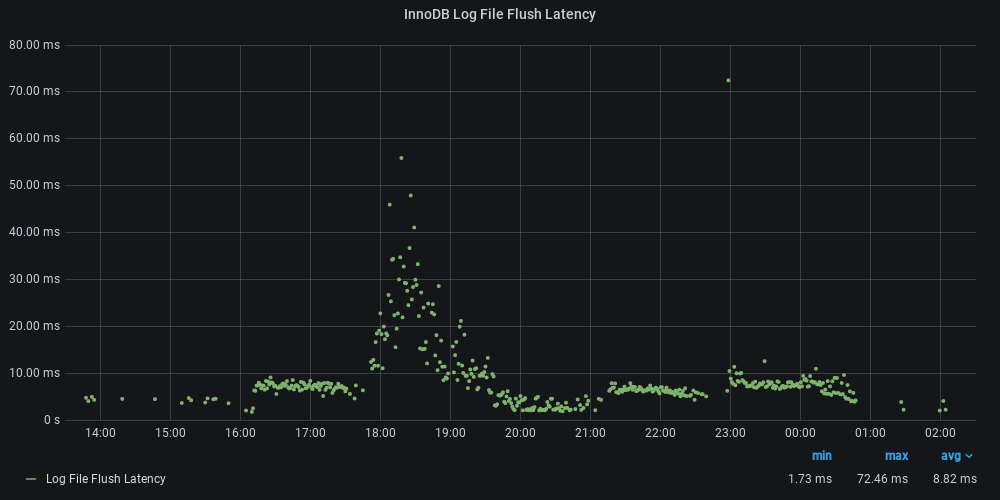 InnoDB Log File Flush Latency
80.00 ms
70.00 ms
60.00 ms
50.00 ms
40.00 ms
30.00 ms
20.00 ms
10.00 ms
0 s
14:00 15:00 16:00 17:00 18:00 19:00 20:00 21:00 22:00 23:00 00:00 01:00 02:00
min max avg
Log File Flush Latency 1.73 ms 72.46 ms 8.82 ms